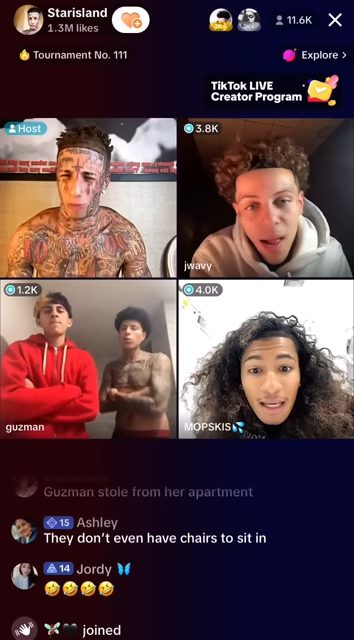 Starisland
1.3M likes
11.6K
Tournament No. 111
Explore >
TikTok LIVE
Creator Program
Host
3.8K
jwavy
1.2K
4.0K
guzman
MOPSKIS💦
Guzman stole from her apartment
15 Ashley
They don't even have chairs to sit in
14 Jordy 🦋
🤣🤣🤣🤣
joined